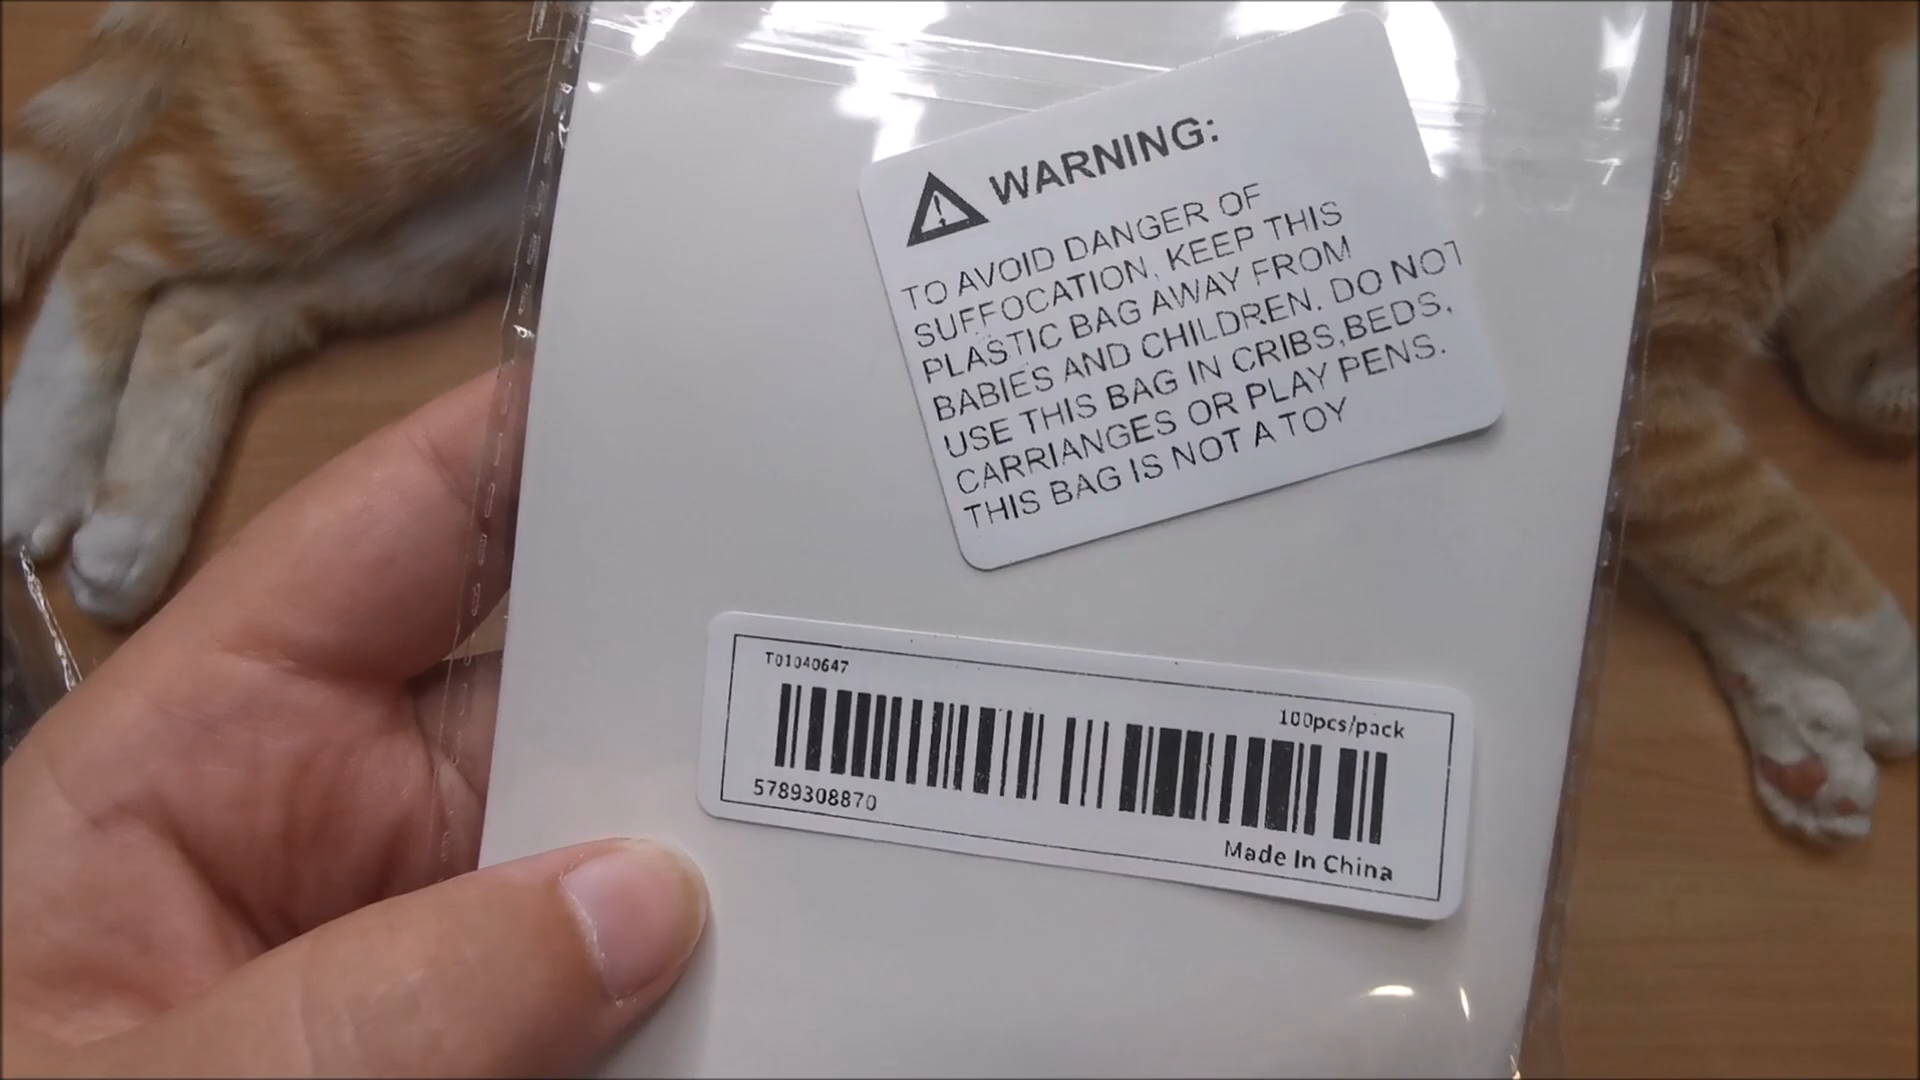 WARNING:
TO AVOID DANGER OF
SUFFOCATION, KEEP THIS
PLASTIC BAG AWAY FROM
BABIES AND CHILDREN. DO NOT
USE THIS BAG IN CRIBS,BEDS,
CARRIANGES OR PLAY PENS.
THIS BAG IS NOT A TOY
T01040647
100pcs/pack
5789308870
Made In China